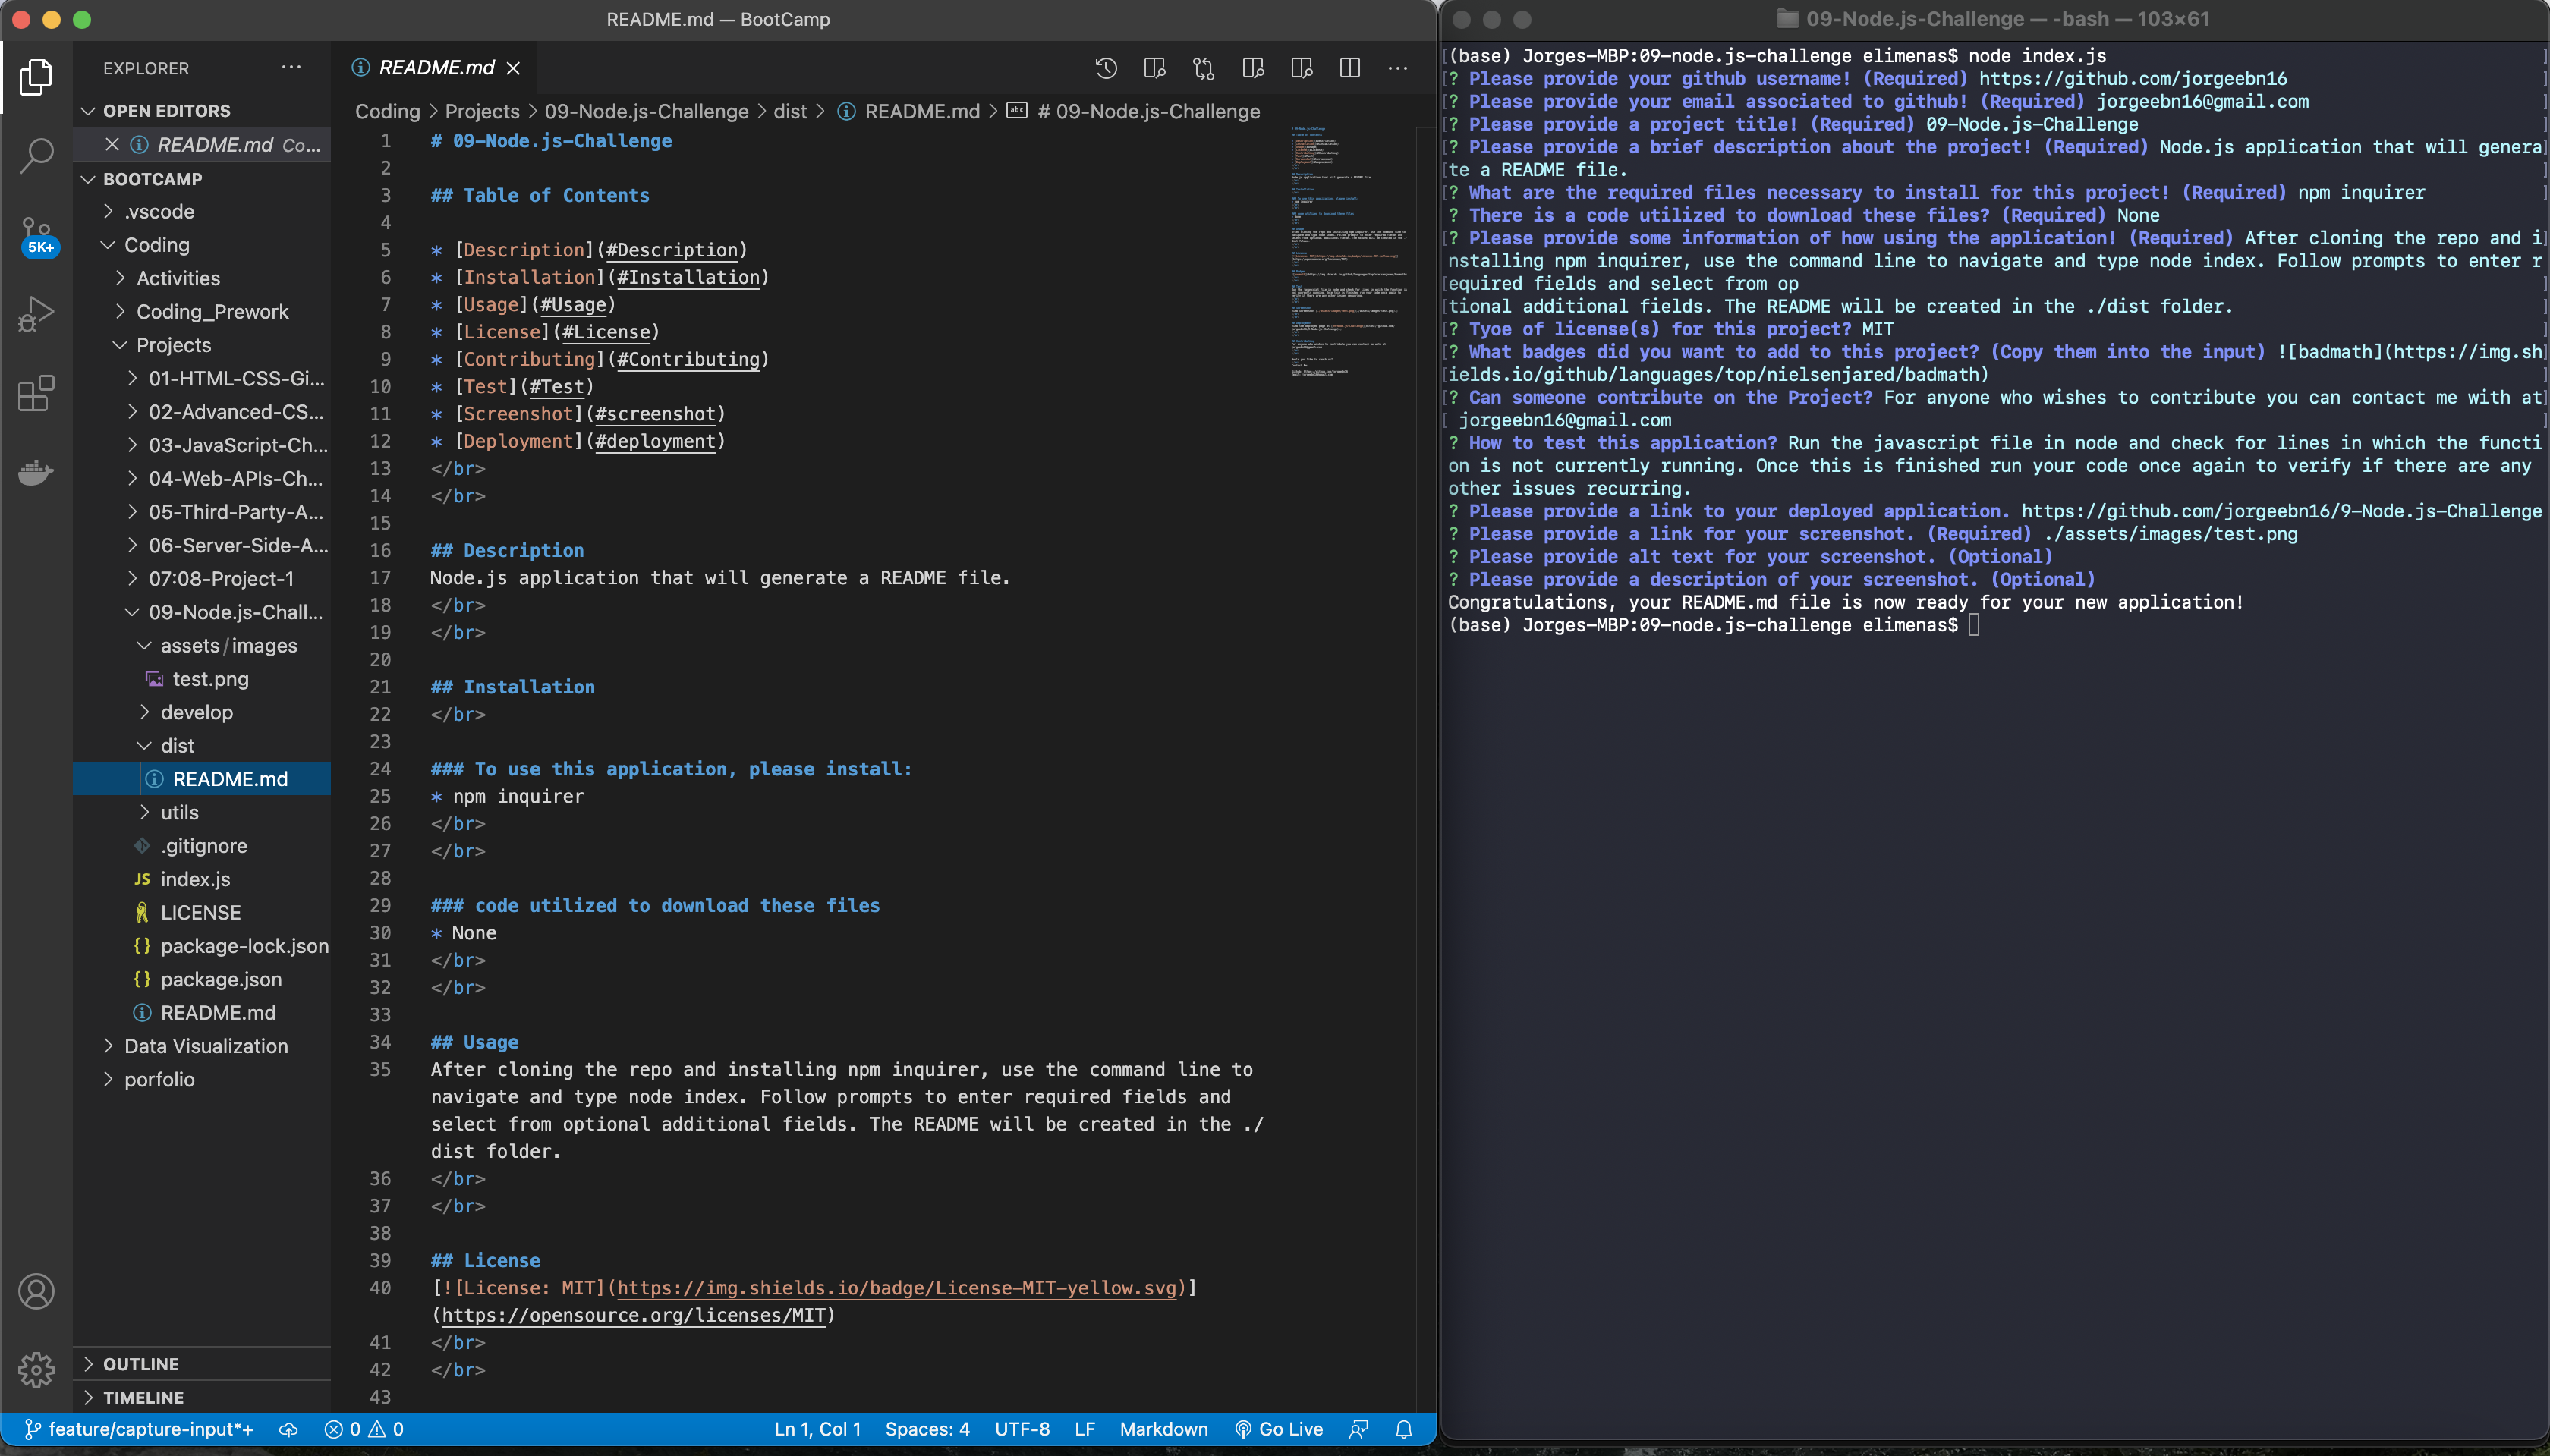 README.md — BootCamp
EXPLORER
OPEN EDITORS
README.md Co...
BOOTCAMP
.vscode
Coding
Activities
Coding_Prework
Projects
01-HTML-CSS-Gi...
02-Advanced-CS...
03-JavaScript-Ch...
04-Web-APIs-Ch...
05-Third-Party-A...
06-Server-Side-A...
07:08-Project-1
09-Node.js-Chall...
assets/images
test.png
develop
dist
README.md
utils
.gitignore
JS index.js
LICENSE
{} package-lock.json
{} package.json
README.md
Data Visualization
porfolio
OUTLINE
TIMELINE
5K+
README.md
Coding > Projects > 09-Node.js-Challenge > dist > README.md > abc # 09-Node.js-Challenge
1 # 09-Node.js-Challenge
2
3 ## Table of Contents
4
5 * [Description](#Description)
6 * [Installation](#Installation)
7 * [Usage](#Usage)
8 * [License](#License)
9 * [Contributing](#Contributing)
10 * [Test](#Test)
11 * [Screenshot](#screenshot)
12 * [Deployment](#deployment)
13 </br>
14 </br>
15
16 ## Description
17 Node.js application that will generate a README file.
18 </br>
19 </br>
20
21 ## Installation
22 </br>
23
24 ### To use this application, please install:
25 * npm inquirer
26 </br>
27 </br>
28
29 ### code utilized to download these files
30 * None
31 </br>
32 </br>
33
34 ## Usage
35 After cloning the repo and installing npm inquirer, use the command line to
navigate and type node index. Follow prompts to enter required fields and
select from optional additional fields. The README will be created in the ./
dist folder.
36 </br>
37 </br>
38
39 ## License
40 [![License: MIT](https://img.shields.io/badge/License-MIT-yellow.svg)]
(https://opensource.org/licenses/MIT)
41 </br>
42 </br>
43
feature/capture-input*+ 0 0 Ln 1, Col 1 Spaces: 4 UTF-8 LF Markdown Go Live
09-Node.js-Challenge — -bash — 103×61
(base) Jorges-MBP:09-node.js-challenge elimenas$ node index.js
? Please provide your github username! (Required) https://github.com/jorgeebn16
? Please provide your email associated to github! (Required) jorgeebn16@gmail.com
? Please provide a project title! (Required) 09-Node.js-Challenge
? Please provide a brief description about the project! (Required) Node.js application that will genera
te a README file.
? What are the required files necessary to install for this project! (Required) npm inquirer
? There is a code utilized to download these files? (Required) None
? Please provide some information of how using the application! (Required) After cloning the repo and i
nstalling npm inquirer, use the command line to navigate and type node index. Follow prompts to enter r
equired fields and select from op
tional additional fields. The README will be created in the ./dist folder.
? Tyoe of license(s) for this project? MIT
? What badges did you want to add to this project? (Copy them into the input) ![badmath](https://img.sh
ields.io/github/languages/top/nielsenjared/badmath)
? Can someone contribute on the Project? For anyone who wishes to contribute you can contact me with at
jorgeebn16@gmail.com
? How to test this application? Run the javascript file in node and check for lines in which the functi
on is not currently running. Once this is finished run your code once again to verify if there are any
other issues recurring.
? Please provide a link to your deployed application. https://github.com/jorgeebn16/9-Node.js-Challenge
? Please provide a link for your screenshot. (Required) ./assets/images/test.png
? Please provide alt text for your screenshot. (Optional)
? Please provide a description of your screenshot. (Optional)
Congratulations, your README.md file is now ready for your new application!
(base) Jorges-MBP:09-node.js-challenge elimenas$